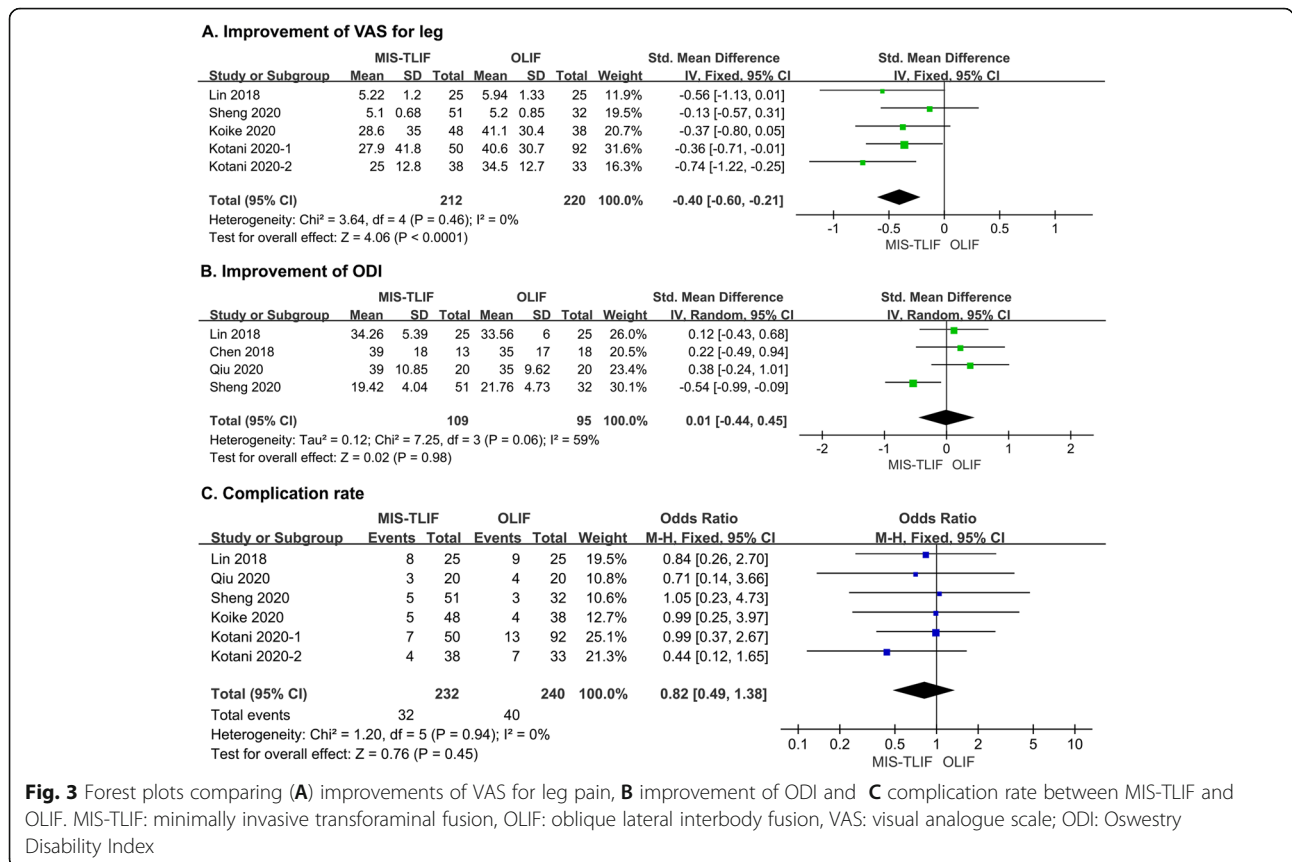 A. Improvement of VAS for leg
MIS-TLIF OLIF Std. Mean Difference Std. Mean Difference
Study or Subgroup Mean SD Total Mean SD Total Weight IV, Fixed, 95% CI IV, Fixed, 95% CI
Lin 2018 5.22 1.2 25 5.94 1.33 25 11.9% -0.56 [-1.13, 0.01]
Sheng 2020 5.1 0.68 51 5.2 0.85 32 19.5% -0.13 [-0.57, 0.31]
Koike 2020 28.6 35 48 41.1 30.4 38 20.7% -0.37 [-0.80, 0.05]
Kotani 2020-1 27.9 41.8 50 40.6 30.7 92 31.6% -0.36 [-0.71, -0.01]
Kotani 2020-2 25 12.8 38 34.5 12.7 33 16.3% -0.74 [-1.22, -0.25]
Total (95% CI) 212 220 100.0% -0.40 [-0.60, -0.21]
Heterogeneity: Chi² = 3.64, df = 4 (P = 0.46); I² = 0%
Test for overall effect: Z = 4.06 (P < 0.0001)
-1 -0.5 0 0.5 1
MIS-TLIF OLIF
B. Improvement of ODI
MIS-TLIF OLIF Std. Mean Difference Std. Mean Difference
Study or Subgroup Mean SD Total Mean SD Total Weight IV, Random, 95% CI IV, Random, 95% CI
Lin 2018 34.26 5.39 25 33.56 6 25 26.0% 0.12 [-0.43, 0.68]
Chen 2018 39 18 13 35 17 18 20.5% 0.22 [-0.49, 0.94]
Qiu 2020 39 10.85 20 35 9.62 20 23.4% 0.38 [-0.24, 1.01]
Sheng 2020 19.42 4.04 51 21.76 4.73 32 30.1% -0.54 [-0.99, -0.09]
Total (95% CI) 109 95 100.0% 0.01 [-0.44, 0.45]
Heterogeneity: Tau² = 0.12; Chi² = 7.25, df = 3 (P = 0.06); I² = 59%
Test for overall effect: Z = 0.02 (P = 0.98)
-2 -1 0 1 2
MIS-TLIF OLIF
C. Complication rate
MIS-TLIF OLIF Odds Ratio Odds Ratio
Study or Subgroup Events Total Events Total Weight M-H, Fixed, 95% CI M-H, Fixed, 95% CI
Lin 2018 8 25 9 25 19.5% 0.84 [0.26, 2.70]
Qiu 2020 3 20 4 20 10.8% 0.71 [0.14, 3.66]
Sheng 2020 5 51 3 32 10.6% 1.05 [0.23, 4.73]
Koike 2020 5 48 4 38 12.7% 0.99 [0.25, 3.97]
Kotani 2020-1 7 50 13 92 25.1% 0.99 [0.37, 2.67]
Kotani 2020-2 4 38 7 33 21.3% 0.44 [0.12, 1.65]
Total (95% CI) 232 240 100.0% 0.82 [0.49, 1.38]
Total events 32 40
Heterogeneity: Chi² = 1.20, df = 5 (P = 0.94); I² = 0%
Test for overall effect: Z = 0.76 (P = 0.45)
0.1 0.2 0.5 1 2 5 10
MIS-TLIF OLIF
Fig. 3 Forest plots comparing (A) improvements of VAS for leg pain, B improvement of ODI and C complication rate between MIS-TLIF and
OLIF. MIS-TLIF: minimally invasive transforaminal fusion, OLIF: oblique lateral interbody fusion, VAS: visual analogue scale; ODI: Oswestry
Disability Index